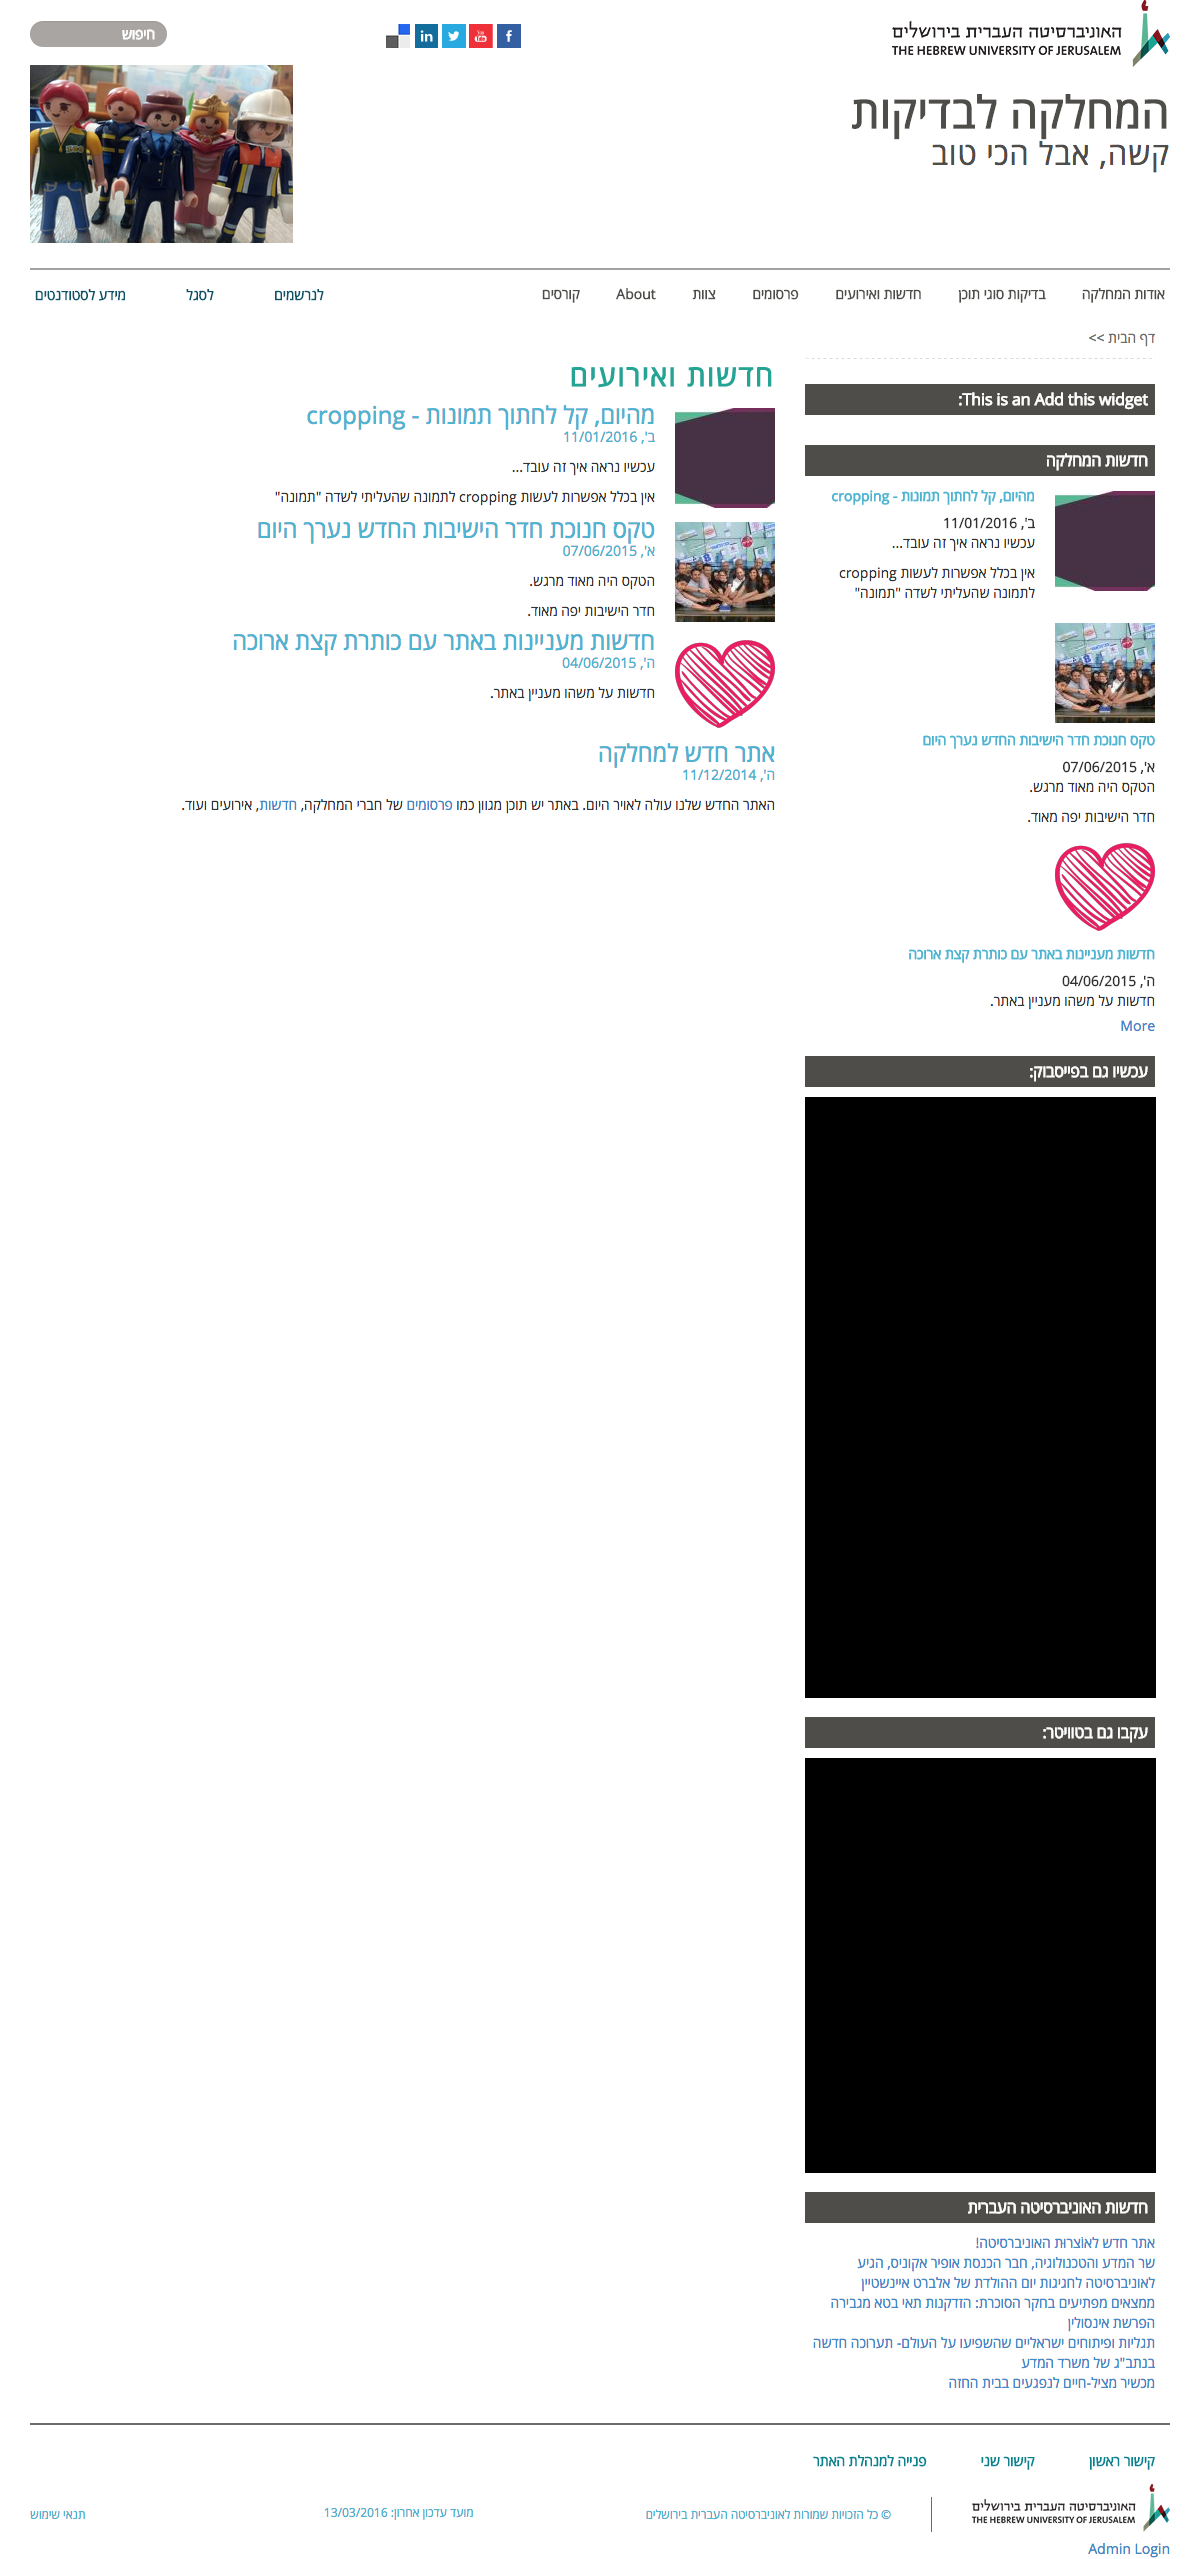 האוניברסיטה העברית בירושלים
THE HEBREW UNIVERSITY OF JERUSALEM
חיפוש
המחלקה לבדיקות
קשה, אבל הכי טוב
אודות המחלקה
בדיקות סוגי תוכן
חדשות ואירועים
פרסומים
צוות
About
קורסים
לנרשמים
לסגל
מידע לסטודנטים
דף הבית >>
This is an Add this widget:
חדשות המחלקה
מהיום, קל לחתוך תמונות - cropping
ב', 11/01/2016
עכשיו נראה איך זה עובד...
אין בכלל אפשרות לעשות cropping
לתמונה שהעליתי לשדה "תמונה"
טקס חנוכת חדר הישיבות החדש נערך היום
א', 07/06/2015
הטקס היה מאוד מרגש.
חדר הישיבות יפה מאוד.
חדשות מעניינות באתר עם כותרת קצת ארוכה
ה', 04/06/2015
חדשות על משהו מעניין באתר.
More
עכשיו גם בפייסבוק:
עקבו גם בטוויטר:
חדשות האוניברסיטה העברית
אתר חדש לאוֹצרוֹת האוניברסיטה!
שר המדע והטכנולוגיה, חבר הכנסת אופיר אקוניס, הגיע
לאוניברסיטה לחגיגות יום ההולדת של אלברט איינשטיין
ממצאים מפתיעים בחקר הסוכרת: הזדקנות תאי בטא מגבירה
הפרשת אינסולין
תגליות ופיתוחים ישראליים שהשפיעו על העולם- תערוכה חדשה
בנתב"ג של משרד המדע
מכשיר מציל-חיים לנפגעים בבית החזה
חדשות ואירועים
מהיום, קל לחתוך תמונות - cropping
ב', 11/01/2016
עכשיו נראה איך זה עובד...
אין בכלל אפשרות לעשות cropping לתמונה שהעליתי לשדה "תמונה"
טקס חנוכת חדר הישיבות החדש נערך היום
א', 07/06/2015
הטקס היה מאוד מרגש.
חדר הישיבות יפה מאוד.
חדשות מעניינות באתר עם כותרת קצת ארוכה
ה', 04/06/2015
חדשות על משהו מעניין באתר.
אתר חדש למחלקה
ה', 11/12/2014
האתר החדש שלנו עולה לאויר היום. באתר יש תוכן מגוון כמו פרסומים של חברי המחלקה, חדשות, אירועים ועוד.
קישור ראשון
קישור שני
פנייה למנהלת האתר
האוניברסיטה העברית בירושלים
THE HEBREW UNIVERSITY OF JERUSALEM
© כל הזכויות שמורות לאוניברסיטה העברית בירושלים
מועד עדכון אחרון: 13/03/2016
תנאי שימוש
Admin Login